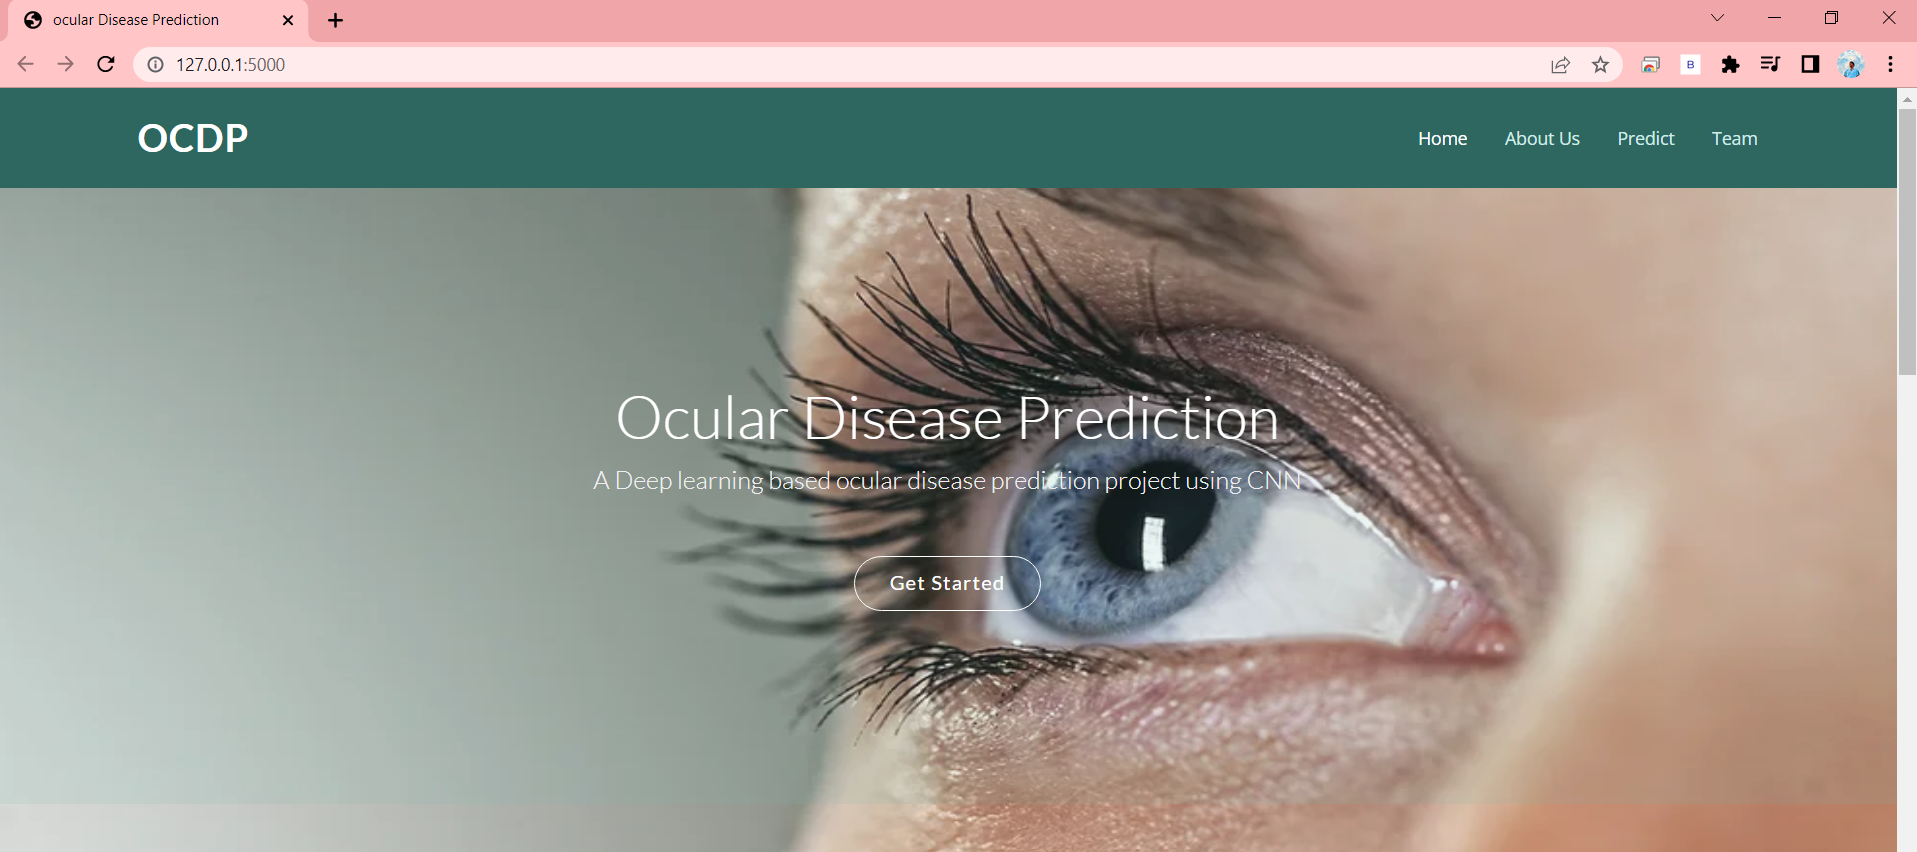 ocular Disease Prediction
127.0.0.1:5000
B
OCDP
Home About Us Predict Team
Ocular Disease Prediction
A Deep learning based ocular disease prediction project using CNN
Get Started